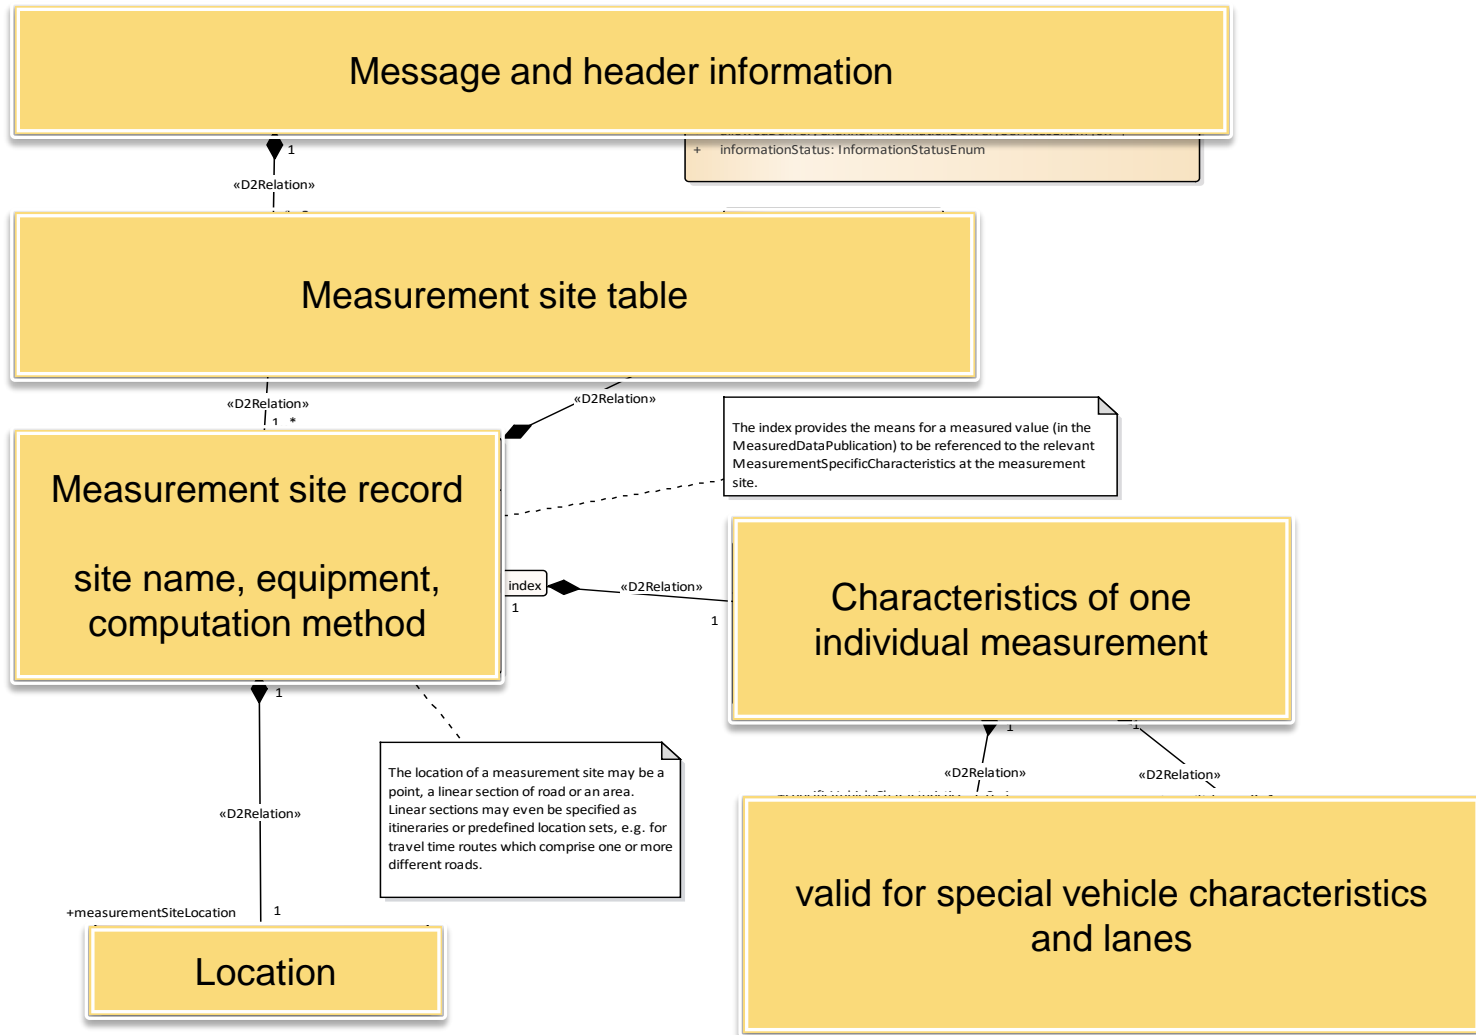 Message and header information
+ informationStatus: InformationStatusEnum
1
«D2Relation»
Measurement site table
«D2Relation»
1 *
«D2Relation»
The index provides the means for a measured value (in the
MeasuredDataPublication) to be referenced to the relevant
MeasurementSpecificCharacteristics at the measurement
site.
Measurement site record
site name, equipment,
computation method
index
1
«D2Relation»
1
Characteristics of one
individual measurement
1
1
1
The location of a measurement site may be a
point, a linear section of road or an area.
Linear sections may even be specified as
itineraries or predefined location sets, e.g. for
travel time routes which comprise one or more
different roads.
«D2Relation»
«D2Relation»
«D2Relation»
valid for special vehicle characteristics
and lanes
+measurementSiteLocation
1
Location